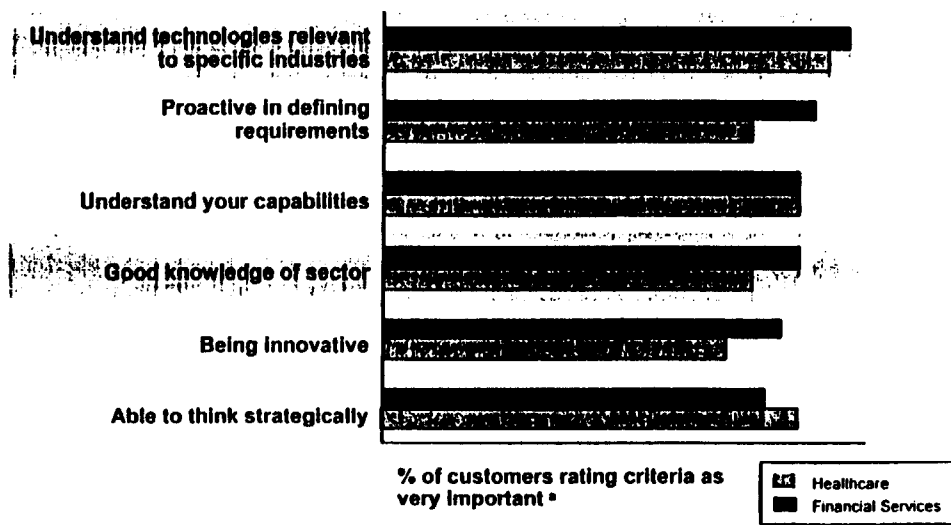 Understand technologies relevant
to specific industries
Proactive in defining
requirements
Understand your capabilities
Good knowledge of sector
Being innovative
Able to think strategically
% of customers rating criteria as
very important a
Healthcare
Financial Services